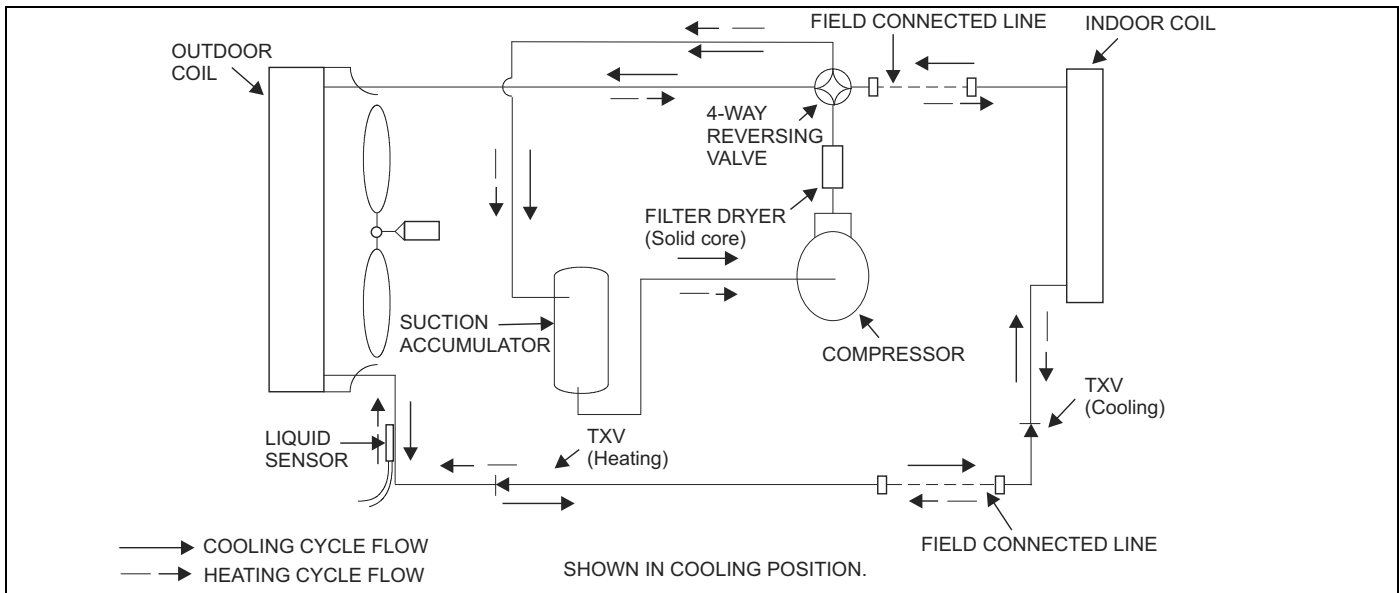 FIELD CONNECTED LINE
INDOOR COIL
OUTDOOR
COIL
4-WAY
REVERSING
VALVE
FILTER DRYER
(Solid core)
SUCTION
ACCUMULATOR
COMPRESSOR
TXV
(Cooling)
LIQUID
SENSOR
TXV
(Heating)
COOLING CYCLE FLOW
HEATING CYCLE FLOW
SHOWN IN COOLING POSITION.
FIELD CONNECTED LINE